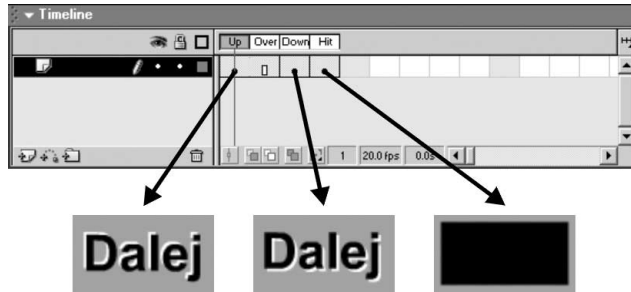 Timeline
Up Over Down Hit
1 20.0 fps 0.0s
Dalej Dalej